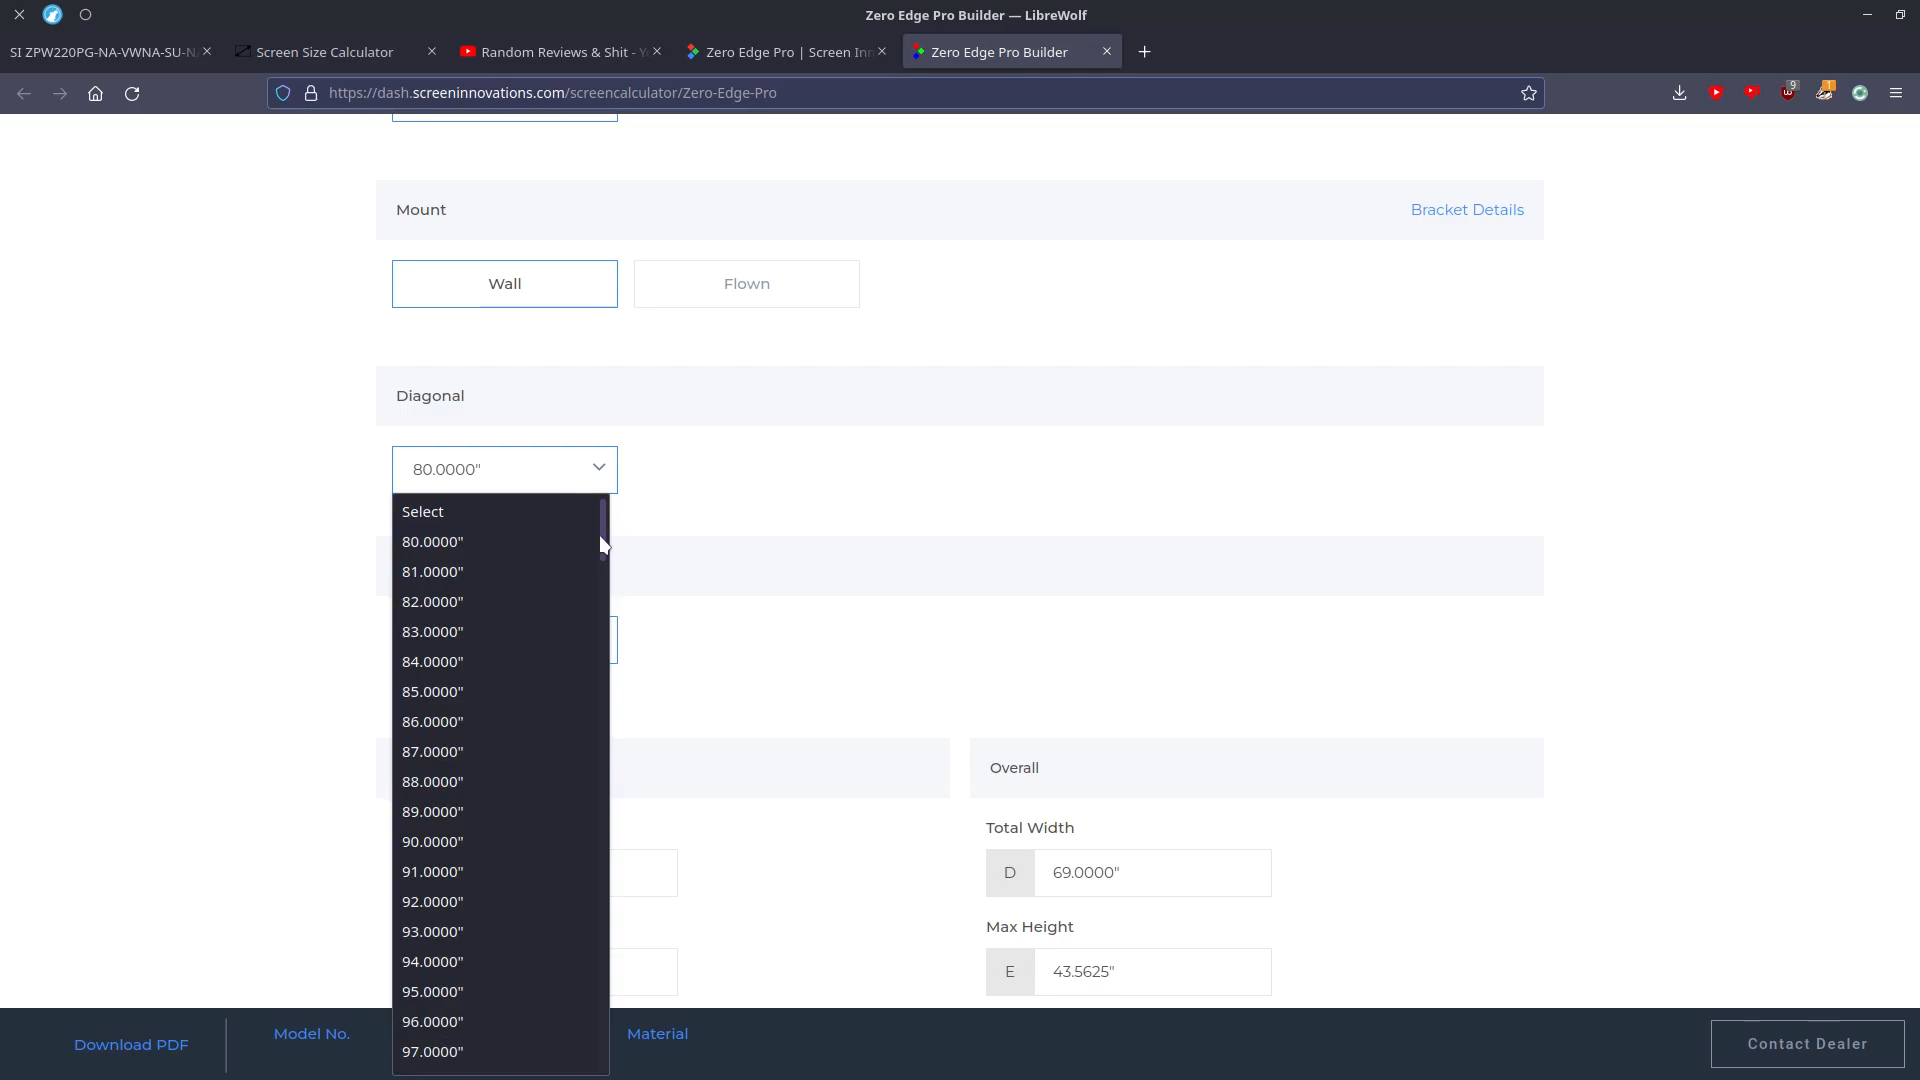 Zero Edge Pro Builder — LibreWolf
SI ZPW220PG-NA-VWNA-SU-N
Screen Size Calculator
Random Reviews & Shit - Y
Zero Edge Pro | Screen Inn
Zero Edge Pro Builder
https://dash.screeninnovations.com/screencalculator/Zero-Edge-Pro
9
1
Mount
Bracket Details
Wall
Flown
Diagonal
80.0000"
Select
80.0000"
81.0000"
82.0000"
83.0000"
84.0000"
85.0000"
86.0000"
87.0000"
88.0000"
89.0000"
90.0000"
91.0000"
92.0000"
93.0000"
94.0000"
95.0000"
96.0000"
97.0000"
Overall
Total Width
D
69.0000"
Max Height
E
43.5625"
Download PDF
Model No.
Material
Contact Dealer